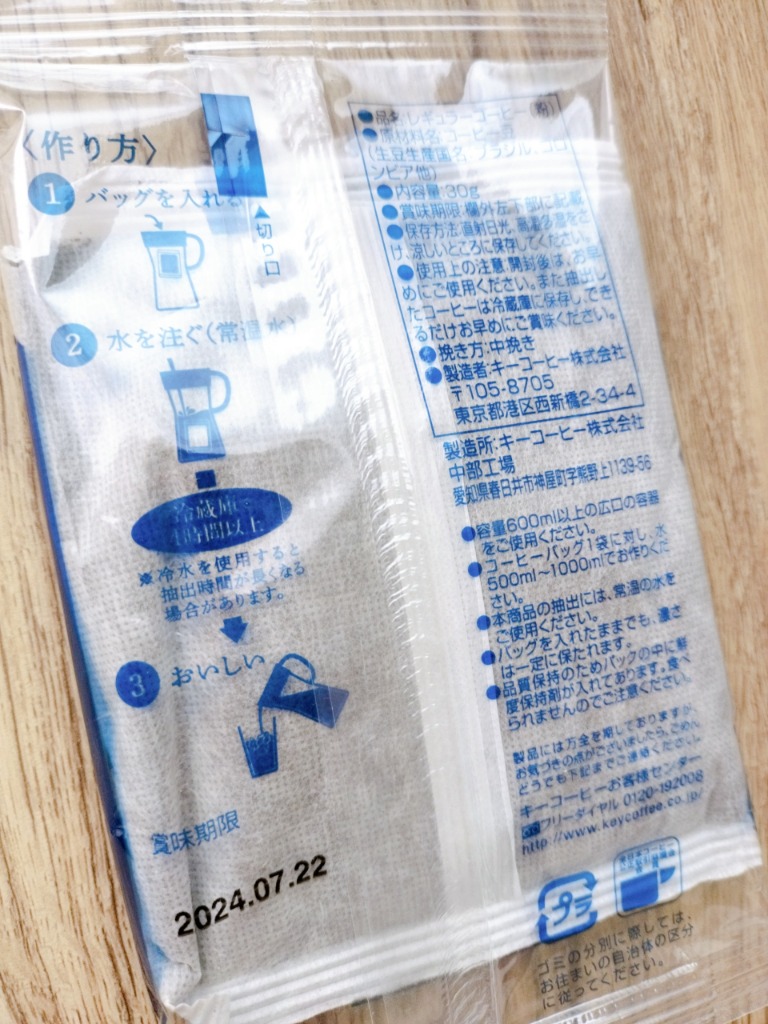 〈作り方〉
1 バッグを入れる
▲切り口
2 水を注ぐ(常温水)
冷蔵庫で
時間以上
※冷水を使用すると
抽出時間が長くなる
場合があります。
3 おいしい
賞味期限
2024.07.22
●品名:レギュラーコーヒー(粉)
●原材料名:コーヒー豆
(生豆生産国名:ブラジル、コロ
ンビア他)
●内容量:30g
●賞味期限:欄外左下部に記載
●保存方法:直射日光、高温多湿をさ
け、涼しいところに保存してください。
●使用上の注意:開封後は、お早
めにご使用ください。また抽出し
たコーヒーは冷蔵庫に保存してでき
るだけお早めにご賞味ください。
●挽き方:中挽き
●製造者:キーコーヒー株式会社
〒105-8705
東京都港区西新橋2-34-4
製造所:キーコーヒー株式会社
中部工場
愛知県春日井市神屋町字熊野上1139-56
●容量600ml以上の広口の容器
をご使用ください。
●コーヒーバッグ1袋に対し、水
500ml〜1000mlでお作りくだ
さい。
●本商品の抽出には、常温の水を
ご使用ください。
●バッグを入れたままでも、濃さ
は一定に保たれます。
●品質保持のためパックの中に鮮
度保持剤が入れてあります。食べ
られませんのでご注意ください。
製品には万全を期しておりますが、
お気づきの点がございましたら、ごめん
どうでも下記までご連絡ください。
キーコーヒーお客様センター
フリーダイヤル 0120-192008
http://www.keycoffee.co.jp/
プラ
ゴミの分別に際しては、
お住まいの自治体の区分
に従ってください。